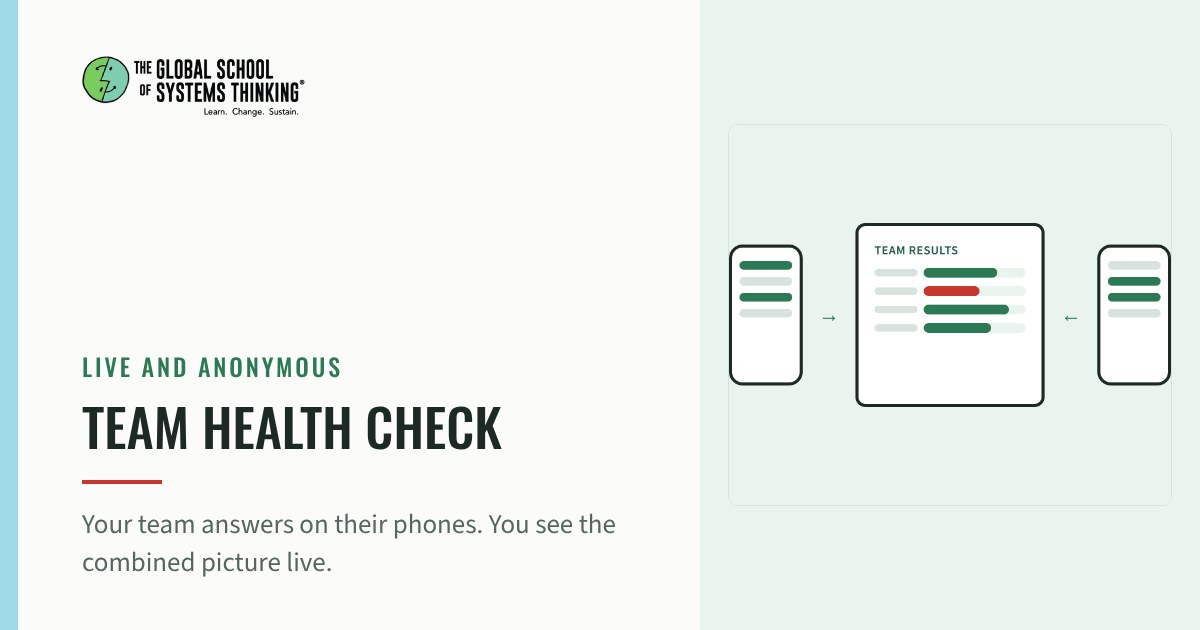 THE GLOBAL SCHOOL
OF SYSTEMS THINKING®
Learn. Change. Sustain.
LIVE AND ANONYMOUS
TEAM HEALTH CHECK
Your team answers on their phones. You see the
combined picture live.
TEAM RESULTS
→
←